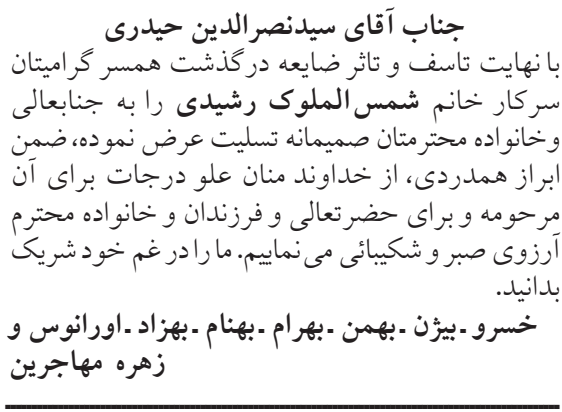 جناب آقای سیدنصرالدین حیدری
با نهایت تاسف و تاثر ضایعه درگذشت همسر گرامیتان
سرکار خانم شمس‌الملوک رشیدی را به جنابعالی
وخانواده محترمتان صمیمانه تسلیت عرض نموده، ضمن
ابراز همدردی، از خداوند منان علو درجات برای آن
مرحومه و برای حضرتعالی و فرزندان و خانواده محترم
آرزوی صبر و شکیبائی می‌نماییم. ما را در غم خود شریک
بدانید.
خسرو ـ بیژن ـ بهمن ـ بهرام ـ بهنام ـ بهزاد ـ اورانوس و
زهره مهاجرین